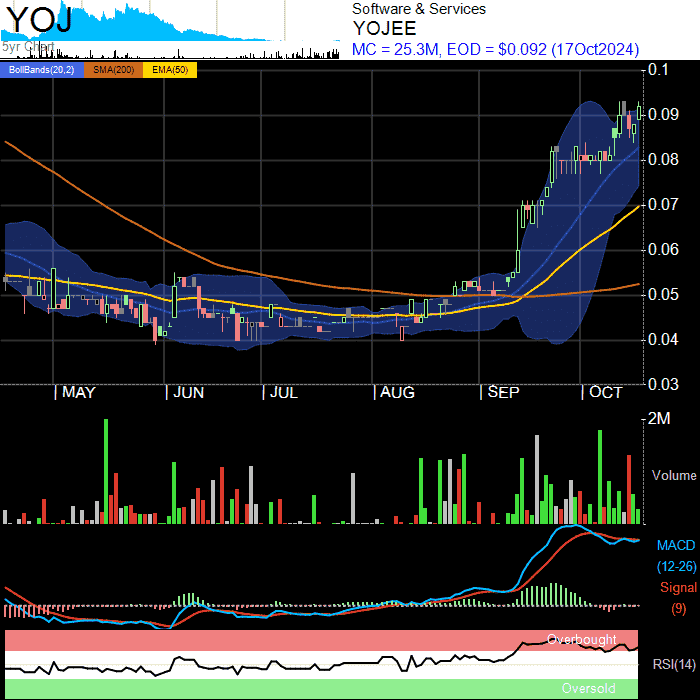 YOJ
5yr Chart
Software & Services
YOJEE
MC = 25.3M, EOD = $0.092 (17Oct2024)
BollBands(20,2) SMA(200) EMA(50)
0.1
0.09
0.08
0.07
0.06
0.05
0.04
0.03
MAY JUN JUL AUG SEP OCT
2M
Volume
MACD
(12-26)
Signal
(9)
Overbought
RSI(14)
Oversold